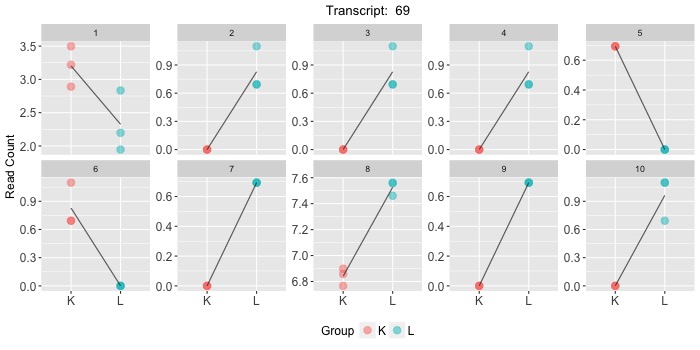 Transcript: 69
1 2 3 4 5
3.5 3.0 2.5 2.0
0.9 0.6 0.3 0.0
0.9 0.6 0.3 0.0
0.9 0.6 0.3 0.0
0.6 0.4 0.2 0.0
Read Count
6 7 8 9 10
0.9 0.6 0.3 0.0
0.6 0.4 0.2 0.0
7.6 7.4 7.2 7.0 6.8
0.6 0.4 0.2 0.0
0.9 0.6 0.3 0.0
K L K L K L K L K L
Group K L